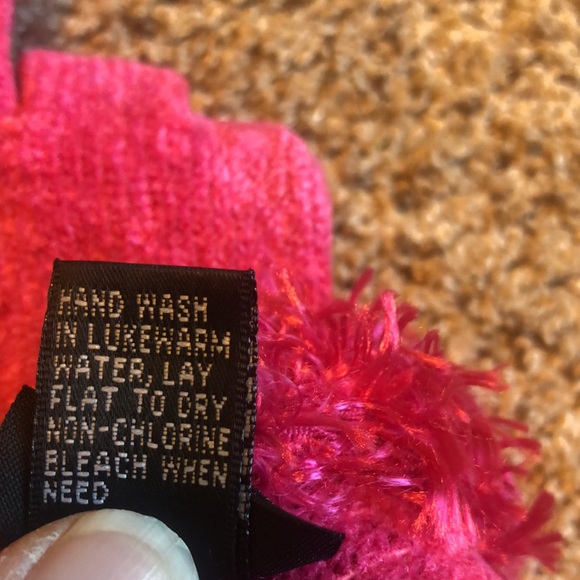 HAND WASH
IN LUKEWARM
WATER, LAY
FLAT TO DRY
NON-CHLORINE
BLEACH WHEN
NEED